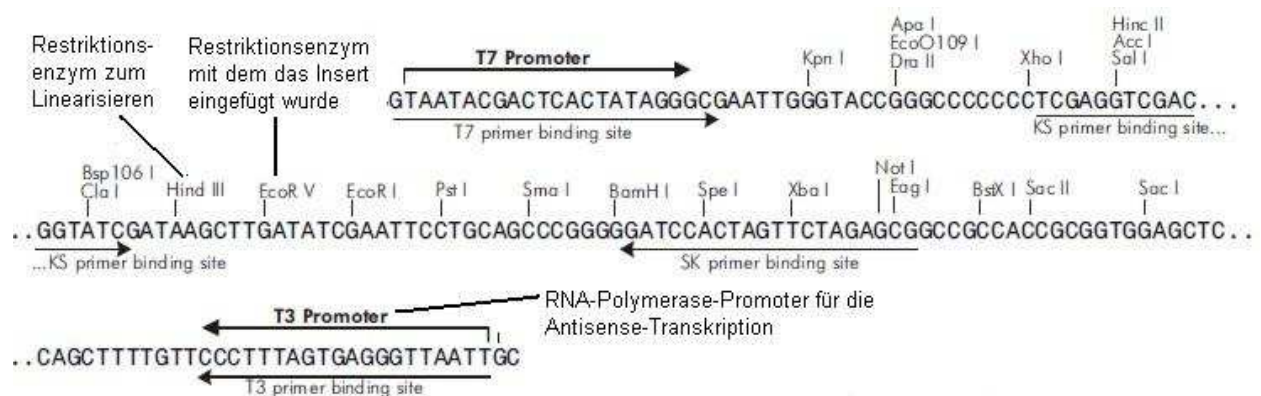 Restriktions-
enzym zum
Linearisieren
Restriktionsenzym
mit dem das Insert
eingefügt wurde
T7 Promoter
Kpn I
Apa I
EcoO109 I
Dra II
Xho I
Hinc II
Acc I
Sal I
GTAATACGACTCACTATAGGGCGAATTGGGTACCGGGCCCCCCCTCGAGGTCGAC...
T7 primer binding site
KS primer binding site...
Bsp106 I
Cla I
Hind III
EcoR V
EcoR I
Pst I
Sma I
BamH I
Spe I
Xba I
Not I
Eag I
BstX I
Sac II
Sac I
..GGTATCGATAAGCTTGATATCGAATTCCTGCAGCCCGGGGGATCCACTAGTTCTAGAGCGGCCGCCACCGCGGTGGAGCTC..
...KS primer binding site
SK primer binding site
T3 Promoter
RNA-Polymerase-Promoter für die
Antisense-Transkription
..CAGCTTTTGTTCCCTTTAGTGAGGGTTAATTGC
T3 primer binding site